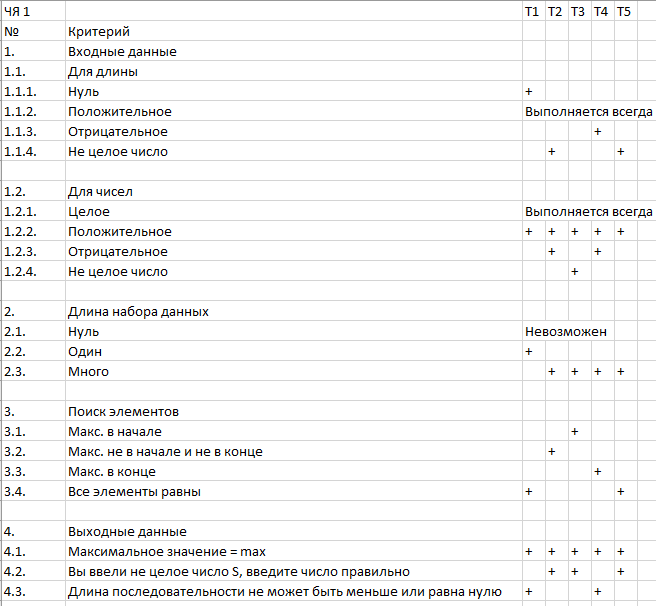 ЧЯ 1 Т1 Т2 Т3 Т4 Т5
№ Критерий
1. Входные данные
1.1. Для длины
1.1.1. Нуль +
1.1.2. Положительное Выполняется всегда
1.1.3. Отрицательное +
1.1.4. Не целое число + +
1.2. Для чисел
1.2.1. Целое Выполняется всегда
1.2.2. Положительное + + + + +
1.2.3. Отрицательное + +
1.2.4. Не целое число +
2. Длина набора данных
2.1. Нуль Невозможен
2.2. Один +
2.3. Много + + + +
3. Поиск элементов
3.1. Макс. в начале +
3.2. Макс. не в начале и не в конце +
3.3. Макс. в конце +
3.4. Все элементы равны + +
4. Выходные данные
4.1. Максимальное значение = max + + + + +
4.2. Вы ввели не целое число S, введите число правильно + + +
4.3. Длина последовательности не может быть меньше или равна нулю + +